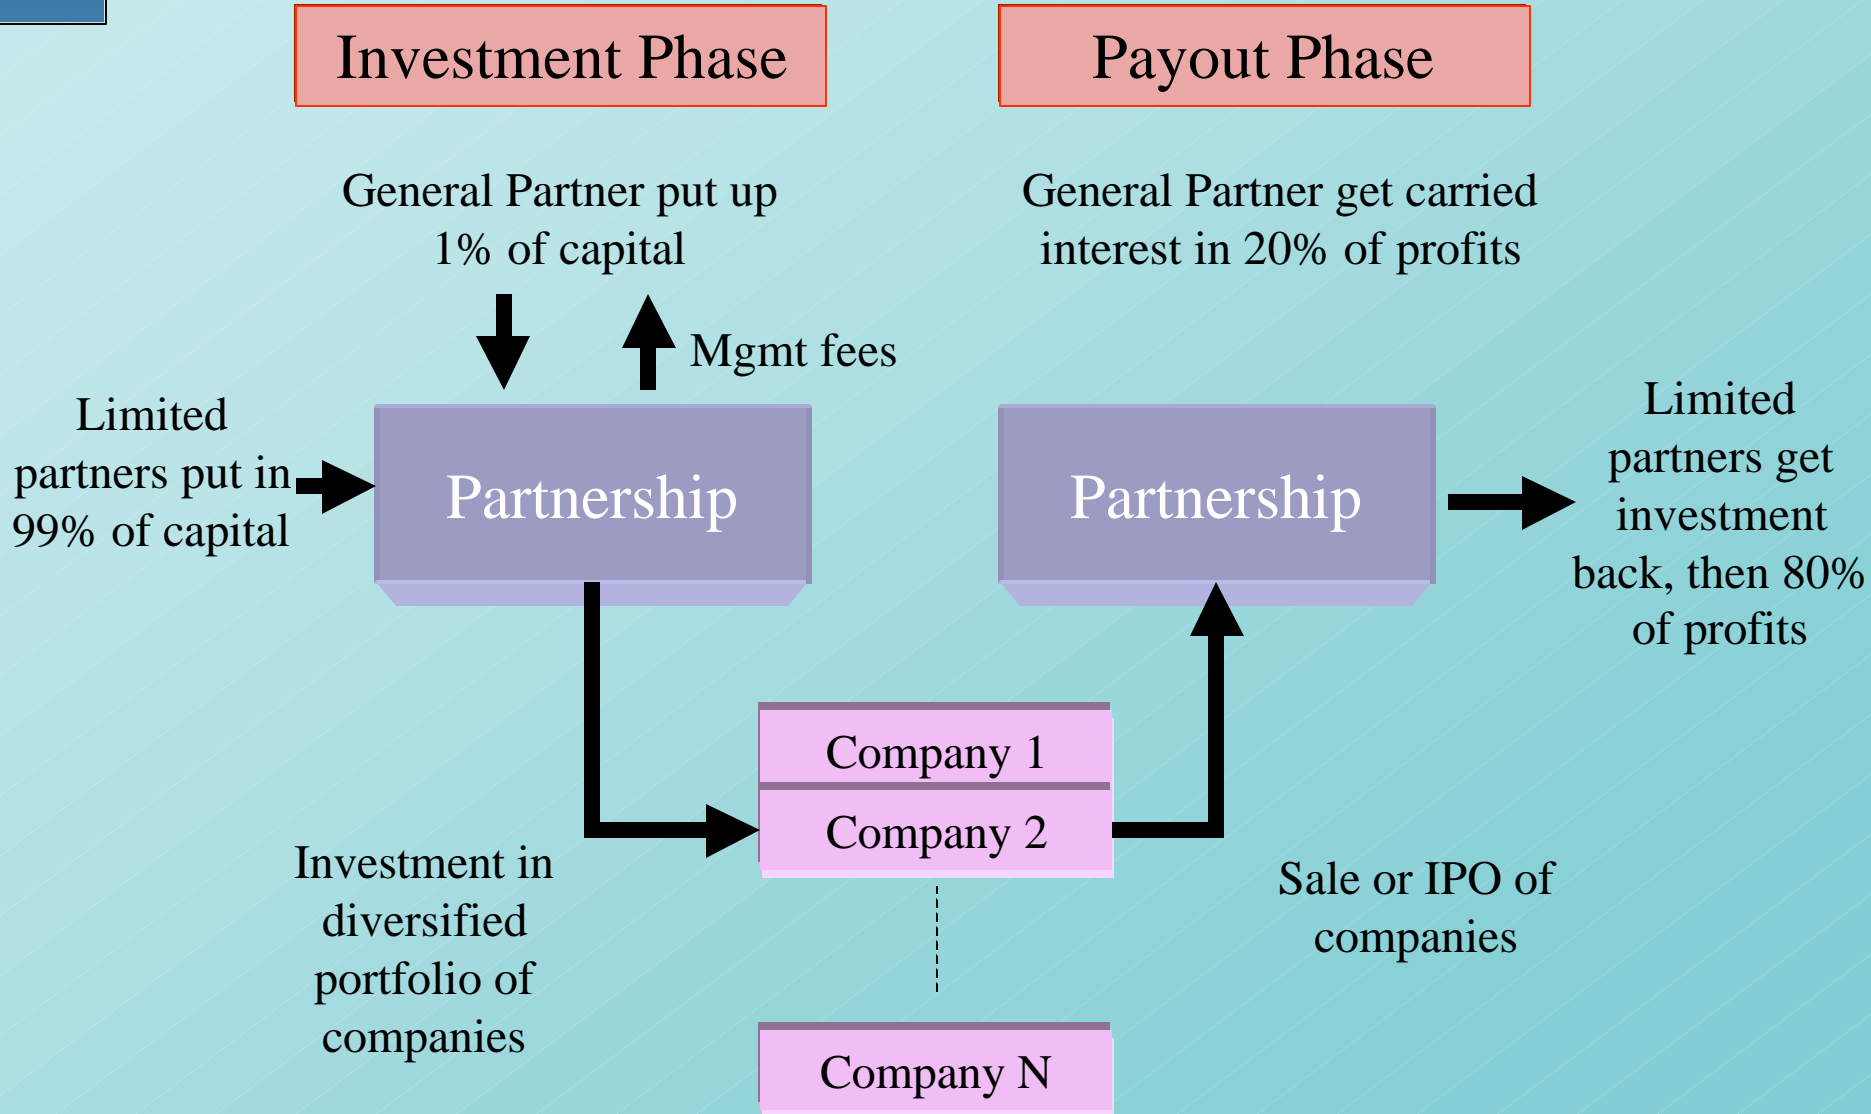 Investment Phase
Payout Phase
General Partner put up
1% of capital
General Partner get carried
interest in 20% of profits
Mgmt fees
Limited
partners put in
99% of capital
Partnership
Partnership
Limited
partners get
investment
back, then 80%
of profits
Company 1
Company 2
Investment in
diversified
portfolio of
companies
Sale or IPO of
companies
Company N